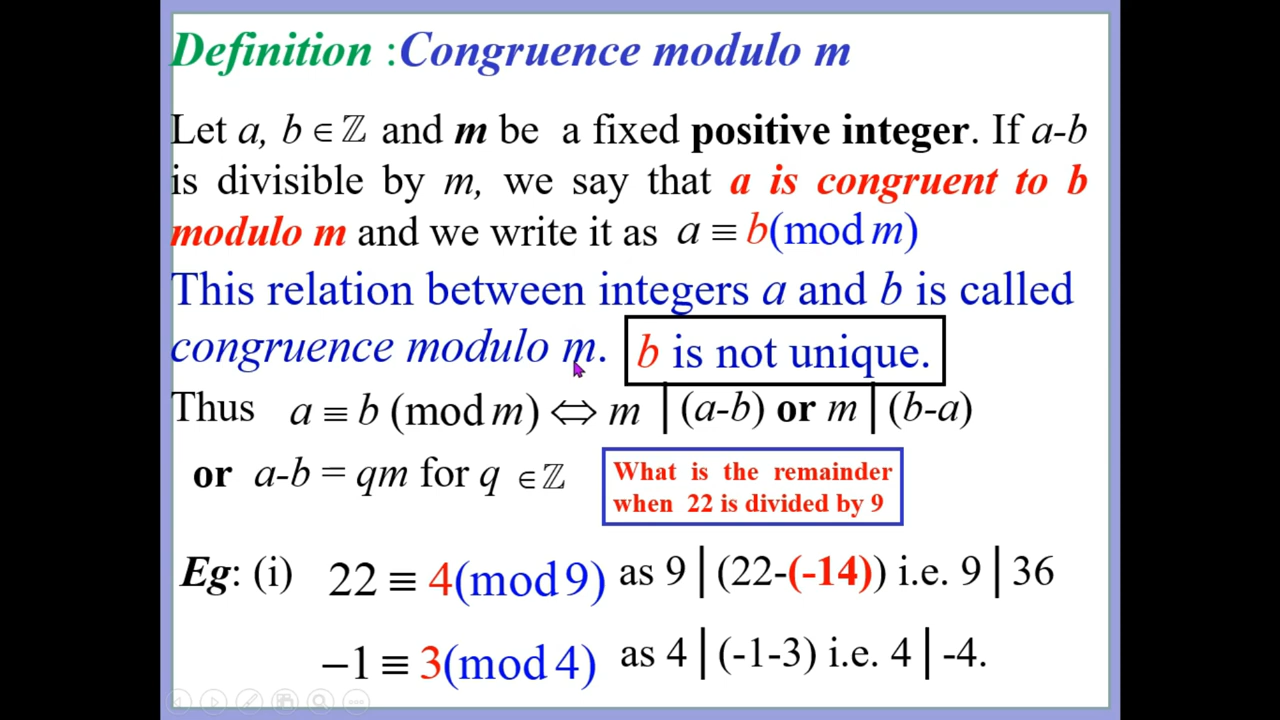 Definition :Congruence modulo m
Let a, b ∈ ℤ and m be a fixed positive integer. If a-b
is divisible by m, we say that a is congruent to b
modulo m and we write it as a ≡ b(mod m)
This relation between integers a and b is called
congruence modulo m. b is not unique.
Thus a ≡ b (mod m) ⇔ m | (a-b) or m | (b-a)
or a-b = qm for q ∈ ℤ
What is the remainder
when 22 is divided by 9
Eg: (i) 22 ≡ 4(mod 9) as 9 | (22-(-14)) i.e. 9 | 36
−1 ≡ 3(mod 4) as 4 | (-1-3) i.e. 4 | -4.